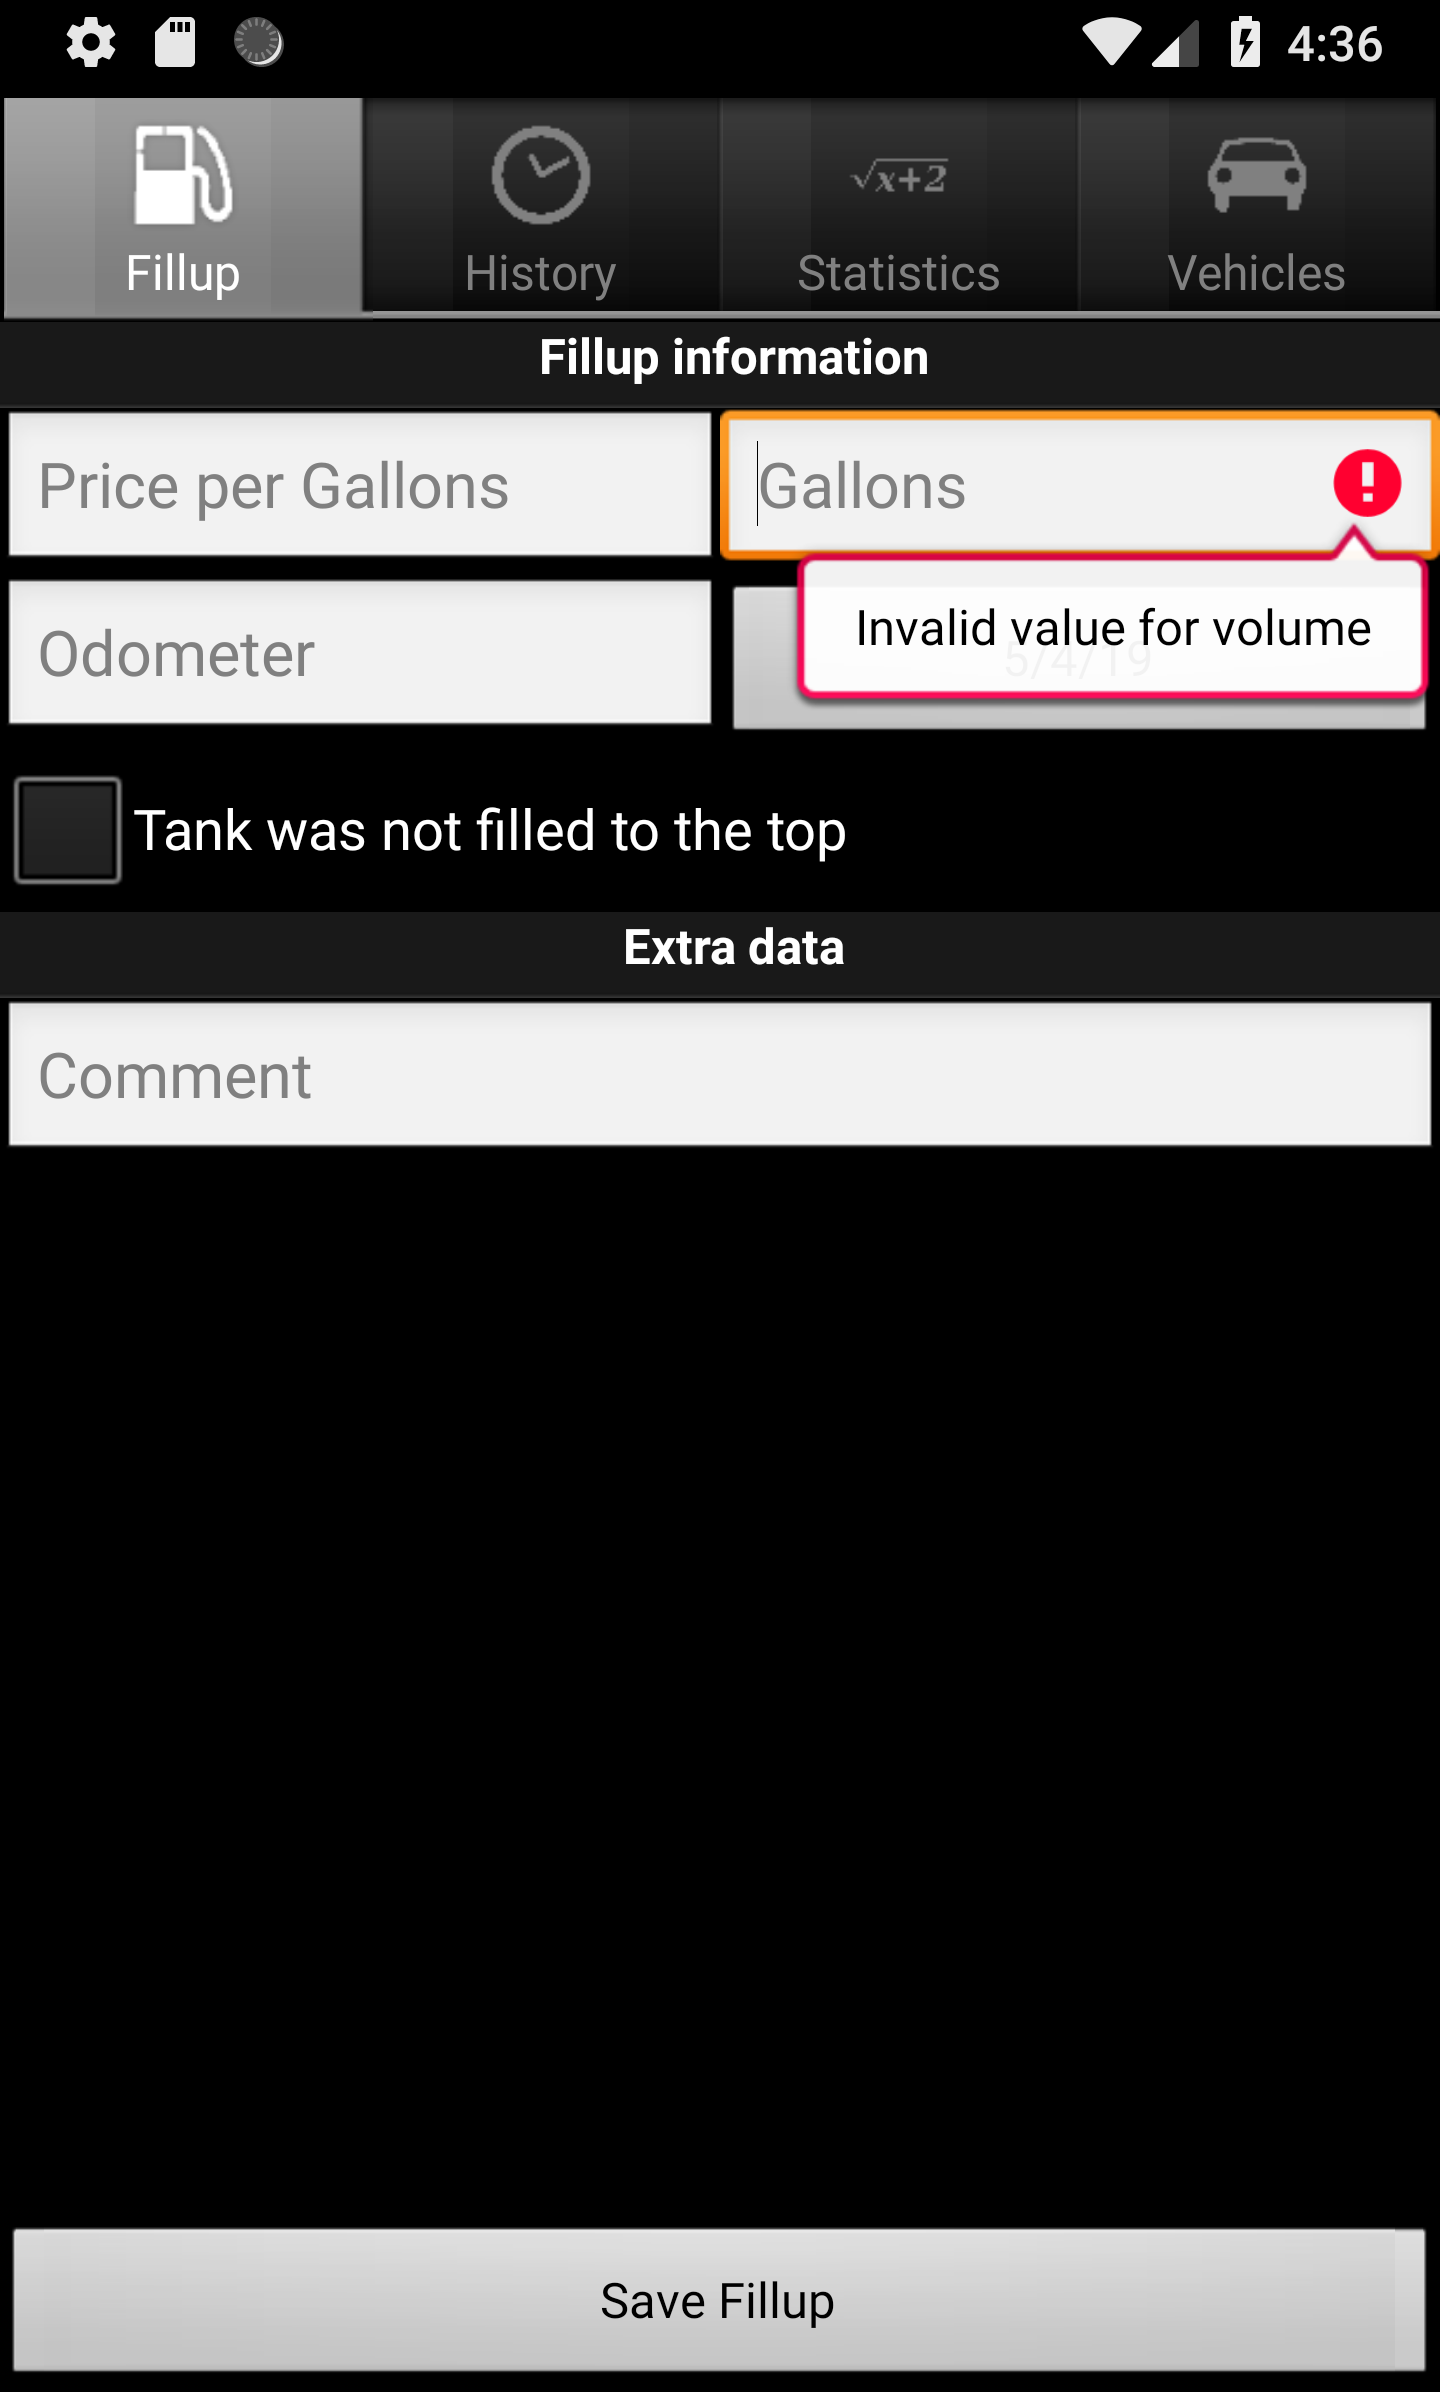 4:36
√x+2
Fillup
History
Statistics
Vehicles
Fillup information
Price per Gallons
Gallons
Invalid value for volume
Odometer
5/4/19
Tank was not filled to the top
Extra data
Comment
Save Fillup